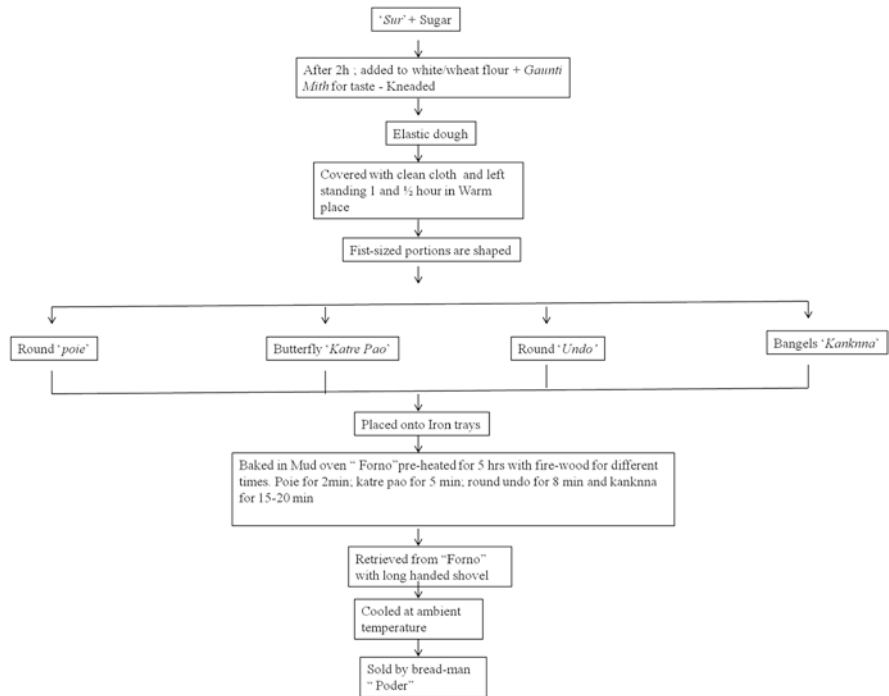 ‘Sur’ + Sugar
After 2h ; added to white/wheat flour + Gaunti
Mith for taste - Kneaded
Elastic dough
Covered with clean cloth and left
standing 1 and ½ hour in Warm
place
Fist-sized portions are shaped
Round ‘poie’
Butterfly ‘Katre Pao’
Round ‘Undo’
Bangels ‘Kanknna’
Placed onto Iron trays
Baked in Mud oven “ Forno”pre-heated for 5 hrs with fire-wood for different
times. Poie for 2min; katre pao for 5 min; round undo for 8 min and kanknna
for 15-20 min
Retrieved from “Forno”
with long handed shovel
Cooled at ambient
temperature
Sold by bread-man
“ Poder”